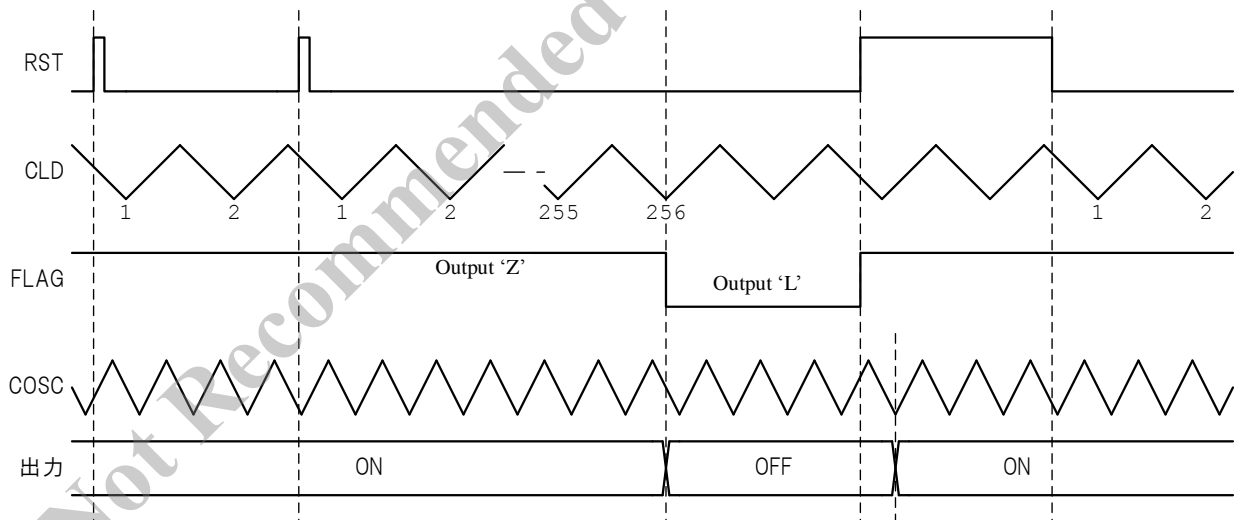 RST
CLD
1 2 1 2 255 256 1 2
FLAG
Output ‘Z’
Output ‘L’
COSC
出力 ON OFF ON
Not Recommended